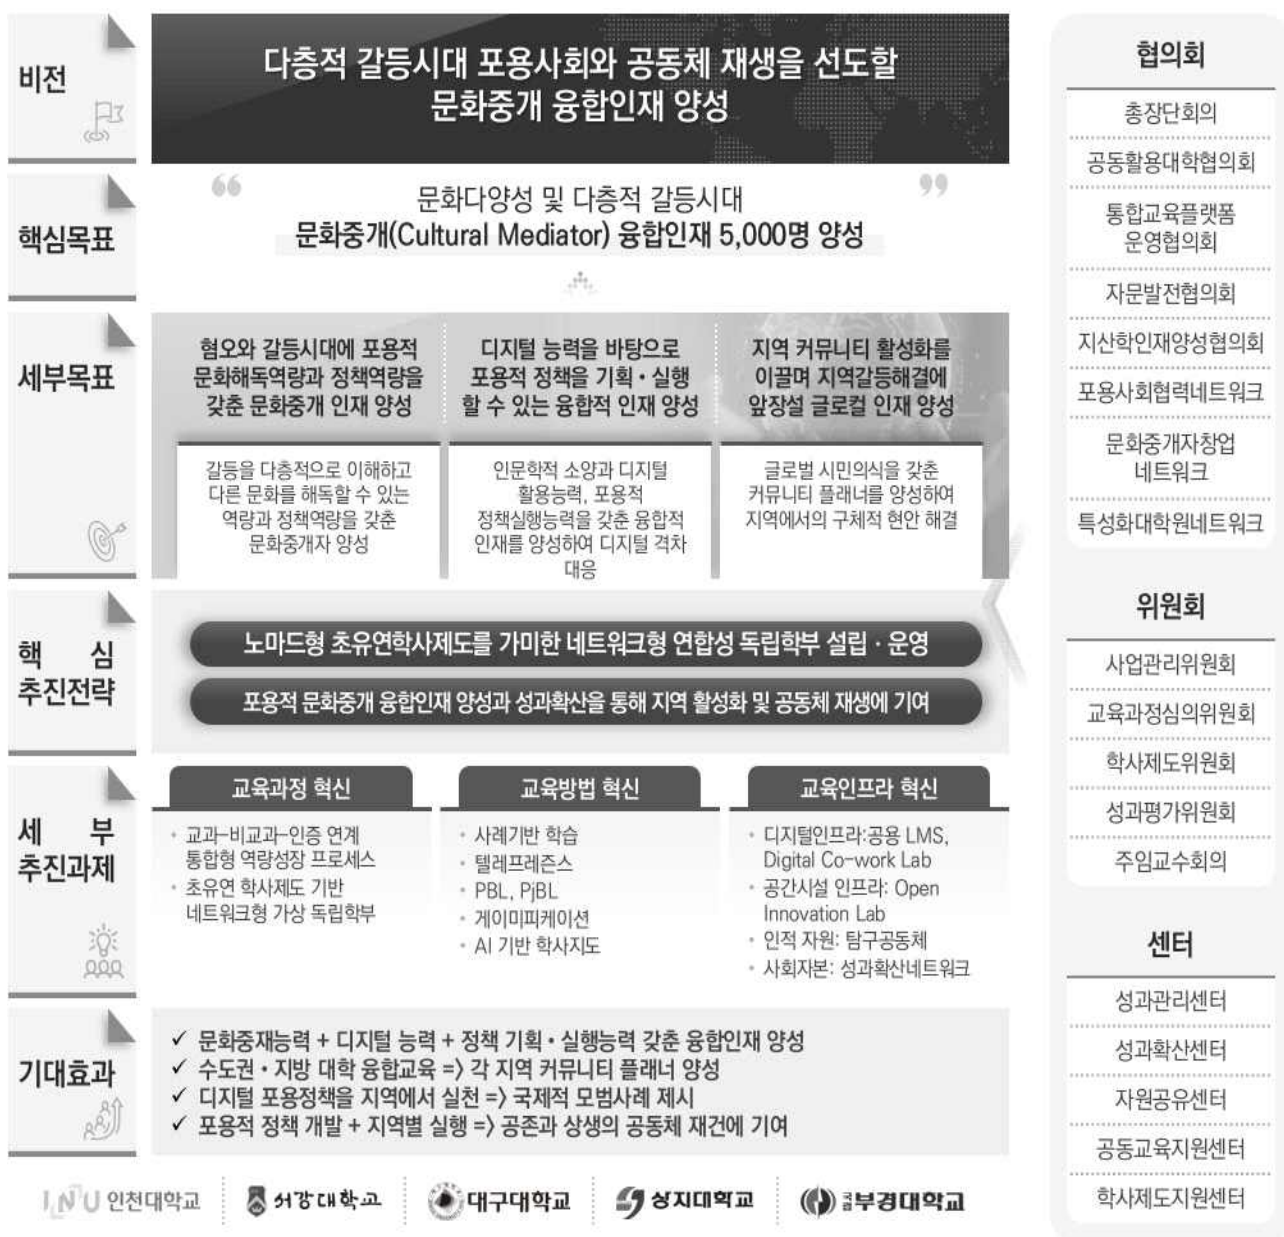 비전
다층적 갈등시대 포용사회와 공동체 재생을 선도할
문화중개 융합인재 양성
핵심목표
“
문화다양성 및 다층적 갈등시대
”
문화중개(Cultural Mediator) 융합인재 5,000명 양성
세부목표
혐오와 갈등시대에 포용적
문화해독역량과 정책역량을
갖춘 문화중개 인재 양성
갈등을 다층적으로 이해하고
다른 문화를 해독할 수 있는
역량과 정책역량을 갖춘
문화중개자 양성
디지털 능력을 바탕으로
포용적 정책을 기획・실행
할 수 있는 융합적 인재 양성
인문학적 소양과 디지털
활용능력, 포용적
정책실행능력을 갖춘 융합적
인재를 양성하여 디지털 격차
대응
지역 커뮤니티 활성화를
이끌며 지역갈등해결에
앞장설 글로컬 인재 양성
글로벌 시민의식을 갖춘
커뮤니티 플래너를 양성하여
지역에서의 구체적 현안 해결
핵 심
추진전략
노마드형 초유연학사제도를 가미한 네트워크형 연합성 독립학부 설립・운영
포용적 문화중개 융합인재 양성과 성과확산을 통해 지역 활성화 및 공동체 재생에 기여
세 부
추진과제
교육과정 혁신
• 교과-비교과-인증 연계
통합형 역량성장 프로세스
• 초유연 학사제도 기반
네트워크형 가상 독립학부
교육방법 혁신
• 사례기반 학습
• 텔레프레즌스
• PBL, PjBL
• 게이미피케이션
• AI 기반 학사지도
교육인프라 혁신
• 디지털인프라:공용 LMS,
Digital Co-work Lab
• 공간시설 인프라: Open
Innovation Lab
• 인적 자원: 탐구공동체
• 사회자본: 성과확산네트워크
기대효과
✓ 문화중재능력 + 디지털 능력 + 정책 기획・실행능력 갖춘 융합인재 양성
✓ 수도권・지방 대학 융합교육 => 각 지역 커뮤니티 플래너 양성
✓ 디지털 포용정책을 지역에서 실천 => 국제적 모범사례 제시
✓ 포용적 정책 개발 + 지역별 실행 => 공존과 상생의 공동체 재건에 기여
INU 인천대학교
서강대학교
대구대학교
상지대학교
국립부경대학교
협의회
총장단회의
공동활용대학협의회
통합교육플랫폼
운영협의회
자문발전협의회
지산학인재양성협의회
포용사회협력네트워크
문화중개자창업
네트워크
특성화대학원네트워크
위원회
사업관리위원회
교육과정심의위원회
학사제도위원회
성과평가위원회
주임교수회의
센터
성과관리센터
성과확산센터
자원공유센터
공동교육지원센터
학사제도지원센터